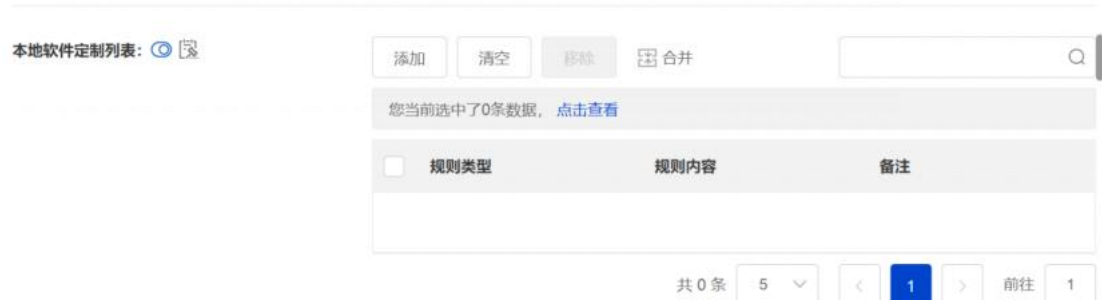 本地软件定制列表：
添加 清空 移除 合并
您当前选中了0条数据，点击查看
规则类型 规则内容 备注
共 0 条 5 1 前往 1